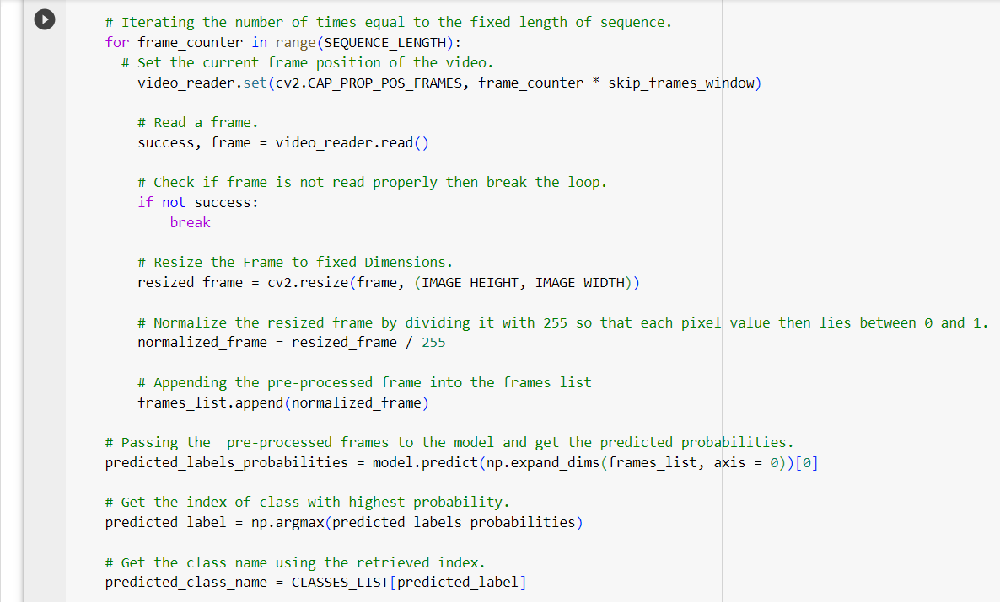 # Iterating the number of times equal to the fixed length of sequence.
for frame_counter in range(SEQUENCE_LENGTH):
# Set the current frame position of the video.
video_reader.set(cv2.CAP_PROP_POS_FRAMES, frame_counter * skip_frames_window)
# Read a frame.
success, frame = video_reader.read()
# Check if frame is not read properly then break the loop.
if not success:
break
# Resize the Frame to fixed Dimensions.
resized_frame = cv2.resize(frame, (IMAGE_HEIGHT, IMAGE_WIDTH))
# Normalize the resized frame by dividing it with 255 so that each pixel value then lies between 0 and 1.
normalized_frame = resized_frame / 255
# Appending the pre-processed frame into the frames list
frames_list.append(normalized_frame)
# Passing the  pre-processed frames to the model and get the predicted probabilities.
predicted_labels_probabilities = model.predict(np.expand_dims(frames_list, axis = 0))[0]
# Get the index of class with highest probability.
predicted_label = np.argmax(predicted_labels_probabilities)
# Get the class name using the retrieved index.
predicted_class_name = CLASSES_LIST[predicted_label]